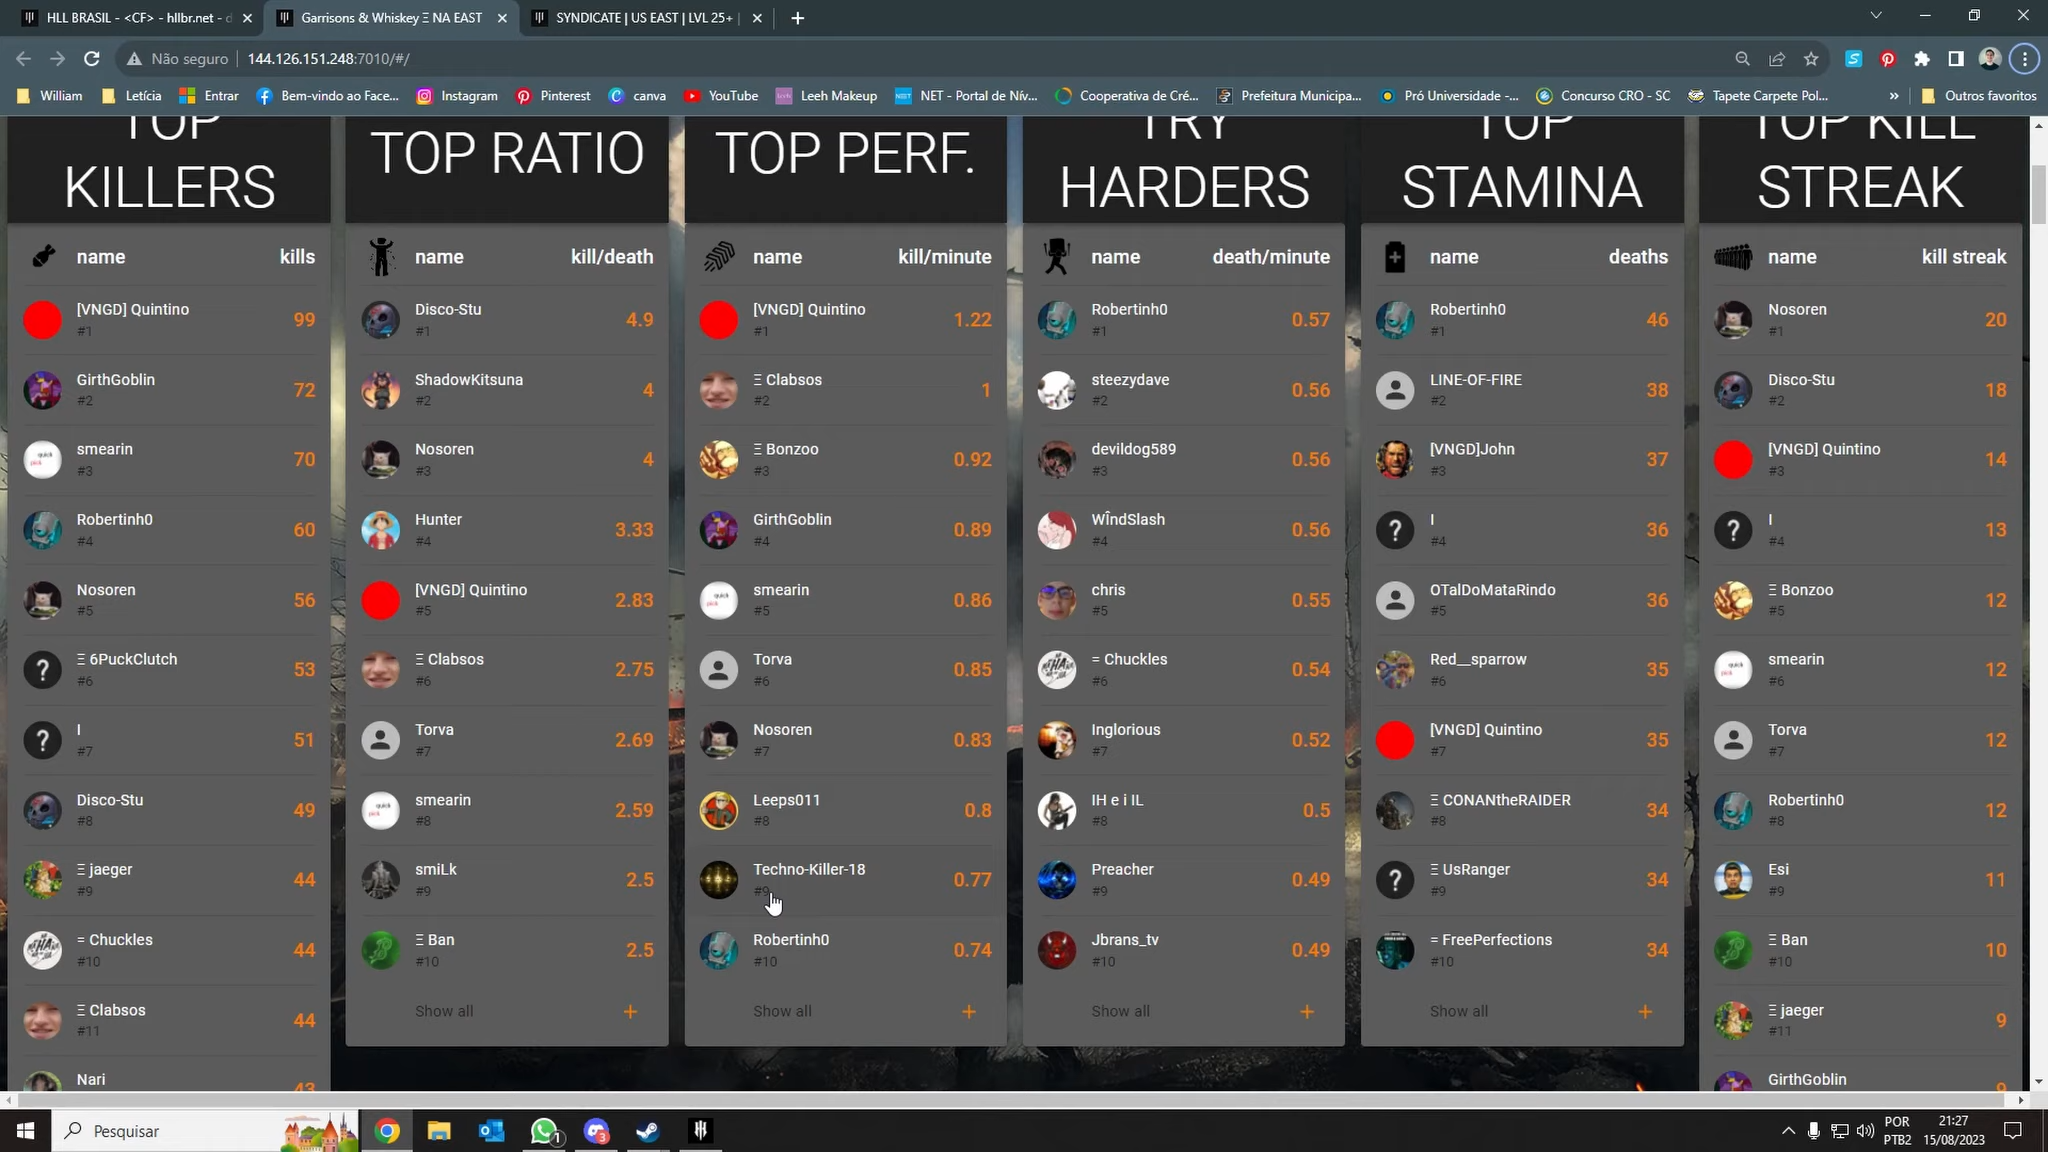 HLL BRASIL - <CF> - hllbr.net - d
Garrisons & Whiskey Ξ NA EAST
SYNDICATE | US EAST | LVL 25+ |
Não seguro
144.126.151.248:7010/#/
William
Letícia
Entrar
Bem-vindo ao Face...
Instagram
Pinterest
canva
YouTube
Leeh Makeup
NET - Portal de Nív...
Cooperativa de Cré...
Prefeitura Municipa...
Pró Universidade -...
Concurso CRO - SC
Tapete Carpete Pol...
»
Outros favoritos
TOP
KILLERS
name kills
[VNGD] Quintino 99
#1
GirthGoblin 72
#2
smearin 70
#3
Robertinh0 60
#4
Nosoren 56
#5
Ξ 6PuckClutch 53
#6
I 51
#7
Disco-Stu 49
#8
Ξ jaeger 44
#9
= Chuckles 44
#10
Ξ Clabsos 44
#11
Nari 43
TOP RATIO
name kill/death
Disco-Stu 4.9
#1
ShadowKitsuna 4
#2
Nosoren 4
#3
Hunter 3.33
#4
[VNGD] Quintino 2.83
#5
Ξ Clabsos 2.75
#6
Torva 2.69
#7
smearin 2.59
#8
smiLk 2.5
#9
Ξ Ban 2.5
#10
Show all +
TOP PERF.
name kill/minute
[VNGD] Quintino 1.22
#1
Ξ Clabsos 1
#2
Ξ Bonzoo 0.92
#3
GirthGoblin 0.89
#4
smearin 0.86
#5
Torva 0.85
#6
Nosoren 0.83
#7
Leeps011 0.8
#8
Techno-Killer-18 0.77
#9
Robertinh0 0.74
#10
Show all +
TRY
HARDERS
name death/minute
Robertinh0 0.57
#1
steezydave 0.56
#2
devildog589 0.56
#3
WÎndSlash 0.56
#4
chris 0.55
#5
= Chuckles 0.54
#6
Inglorious 0.52
#7
IH e i IL 0.5
#8
Preacher 0.49
#9
Jbrans_tv 0.49
#10
Show all +
TOP
STAMINA
name deaths
Robertinh0 46
#1
LINE-OF-FIRE 38
#2
[VNGD]John 37
#3
I 36
#4
OTalDoMataRindo 36
#5
Red__sparrow 35
#6
[VNGD] Quintino 35
#7
Ξ CONANtheRAIDER 34
#8
Ξ UsRanger 34
#9
= FreePerfections 34
#10
Show all +
TOP KILL
STREAK
name kill streak
Nosoren 20
#1
Disco-Stu 18
#2
[VNGD] Quintino 14
#3
I 13
#4
Ξ Bonzoo 12
#5
smearin 12
#6
Torva 12
#7
Robertinh0 12
#8
Esi 11
#9
Ξ Ban 10
#10
Ξ jaeger 9
#11
GirthGoblin 9
Pesquisar
1
3
POR
PTB2
21:27
15/08/2023